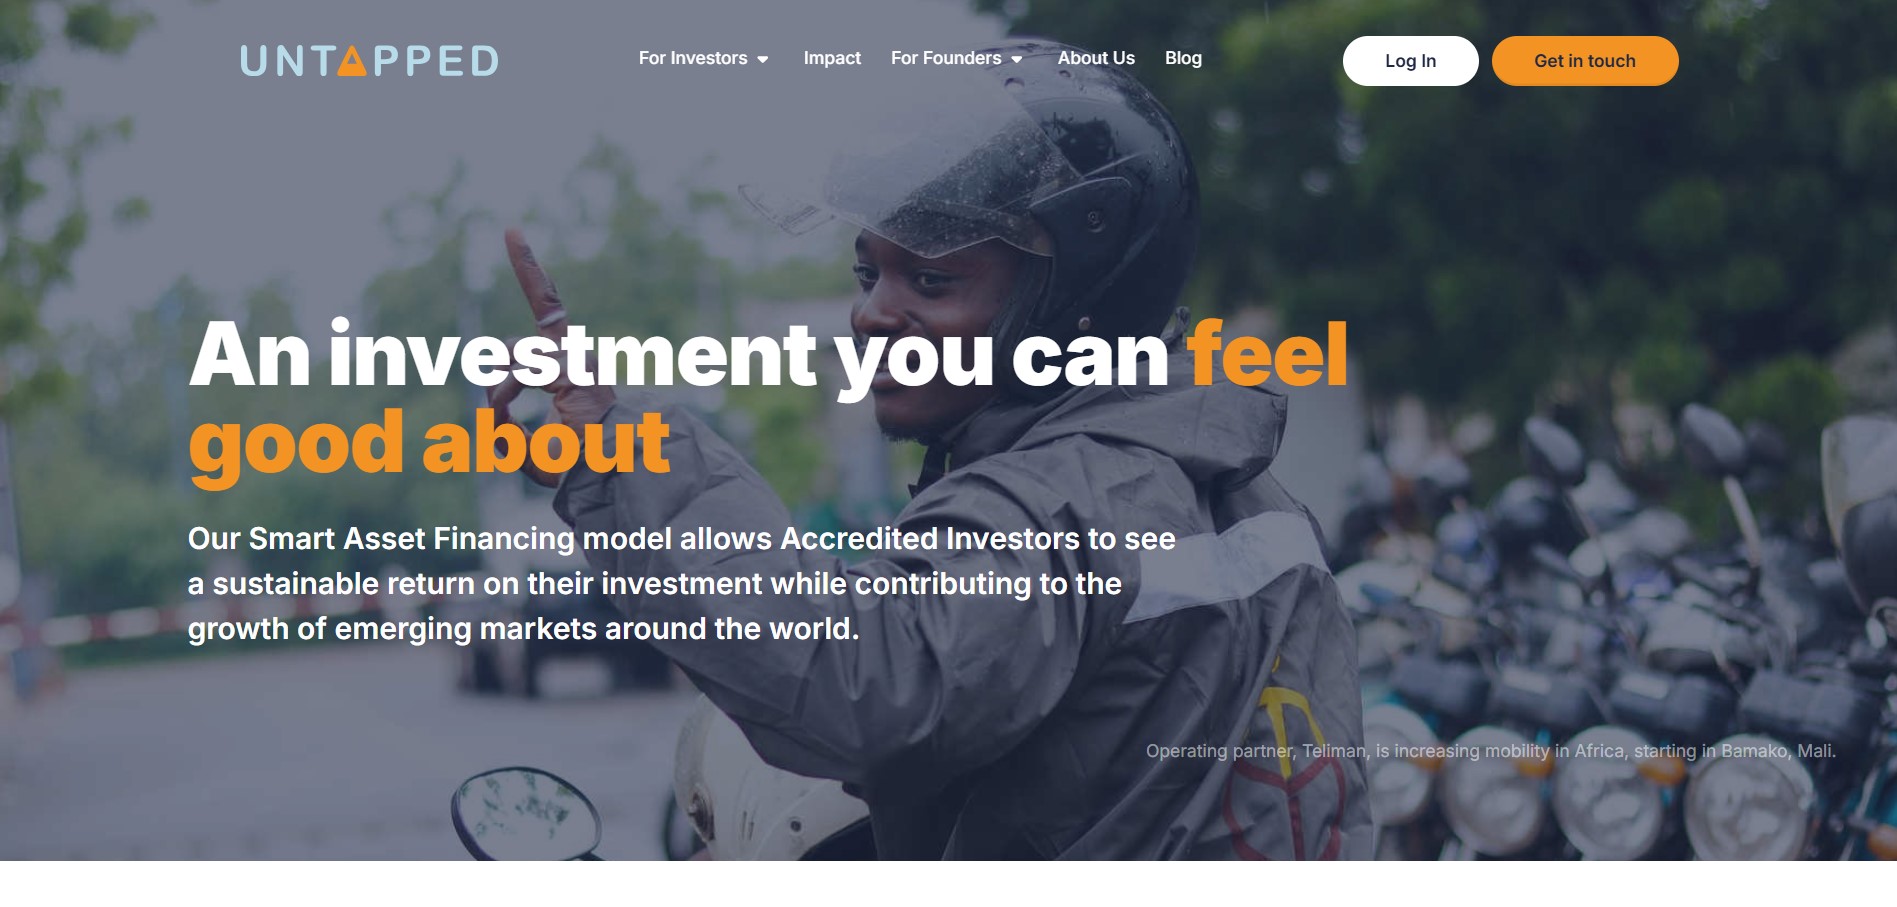 UNTAPPED
For Investors
Impact
For Founders
About Us
Blog
Log In
Get in touch
An investment you can feel
good about
Our Smart Asset Financing model allows Accredited Investors to see
a sustainable return on their investment while contributing to the
growth of emerging markets around the world.
Operating partner, Teliman, is increasing mobility in Africa, starting in Bamako, Mali.